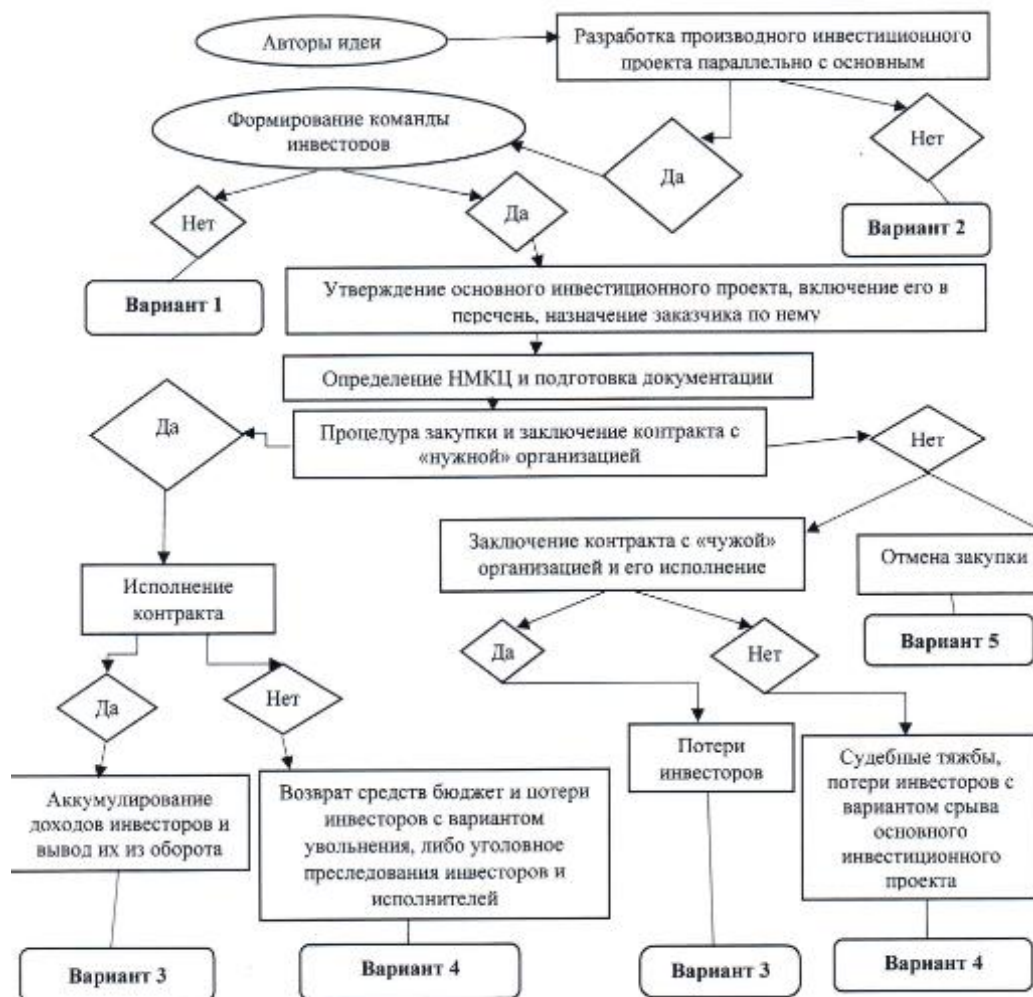 Авторы идеи
Разработка производного инвестиционного
проекта параллельно с основным
Формирование команды
инвесторов
Нет
Да
Нет
Да
Вариант 2
Вариант 1
Утверждение основного инвестиционного проекта, включение его в
перечень, назначение заказчика по нему
Определение НМКЦ и подготовка документации
Да
Процедура закупки и заключение контракта с
«нужной» организацией
Нет
Заключение контракта с «чужой»
организацией и его исполнение
Отмена закупки
Исполнение
контракта
Вариант 5
Да
Нет
Да
Нет
Потери
инвесторов
Судебные тяжбы,
потери инвесторов с
вариантом срыва
основного
инвестиционного
проекта
Аккумулирование
доходов инвесторов и
вывод их из оборота
Возврат средств бюджет и потери
инвесторов с вариантом
увольнения, либо уголовное
преследования инвесторов и
исполнителей
Вариант 3
Вариант 4
Вариант 3
Вариант 4